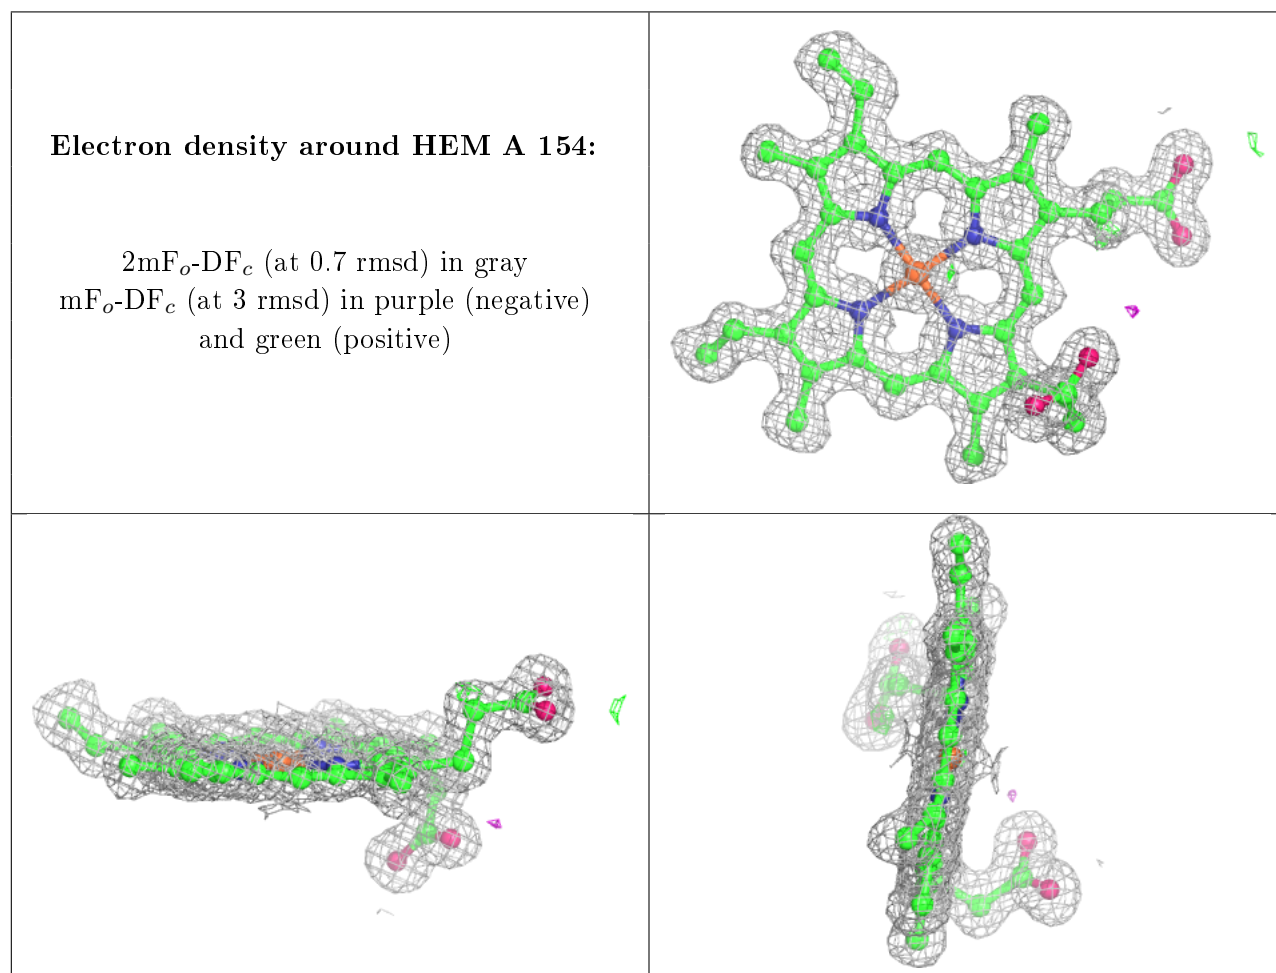 Electron density around HEM A 154:
2mFₒ-DF𝒸 (at 0.7 rmsd) in gray
mFₒ-DF𝒸 (at 3 rmsd) in purple (negative)
and green (positive)